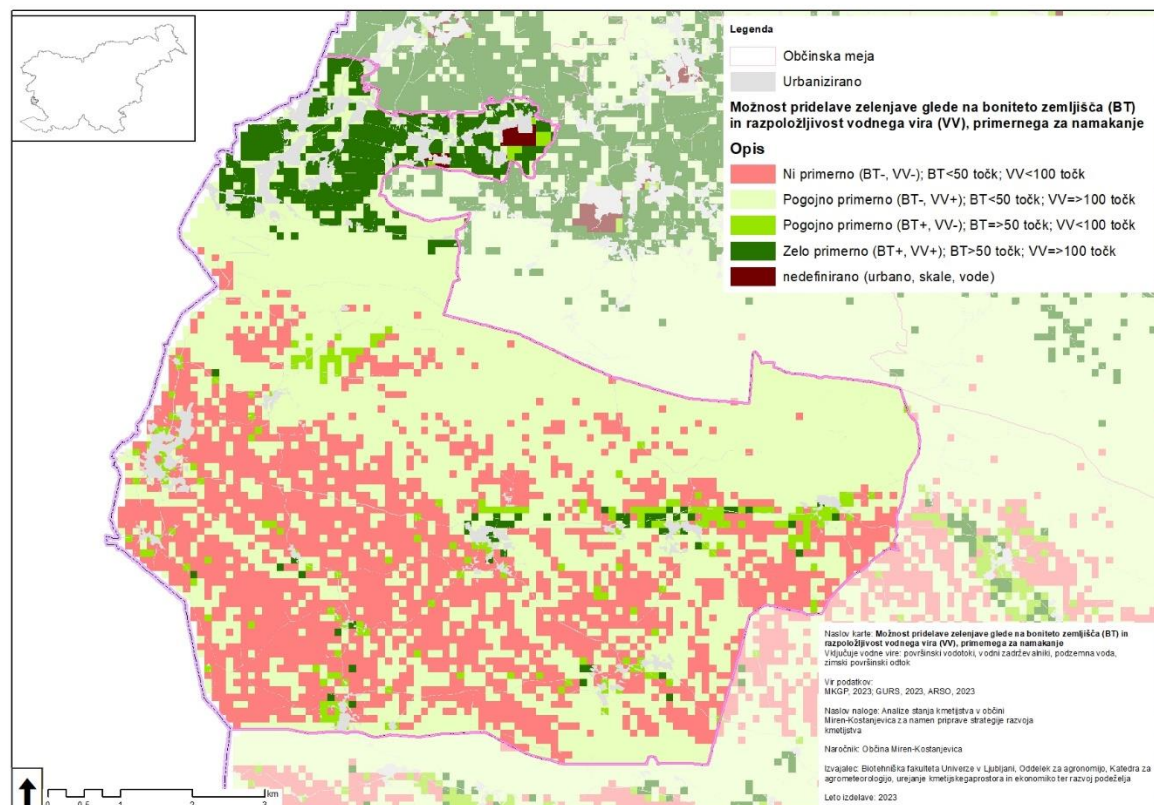 Legenda
Občinska meja
Urbanizirano
Možnost pridelave zelenjave glede na boniteto zemljišča (BT)
in razpoložljivost vodnega vira (VV), primernega za namakanje
Opis
Ni primerno (BT-, VV-); BT<50 točk; VV<100 točk
Pogojno primerno (BT-, VV+); BT<50 točk; VV=>100 točk
Pogojno primerno (BT+, VV-); BT=>50 točk; VV<100 točk
Zelo primerno (BT+, VV+); BT>50 točk; VV=>100 točk
nedefinirano (urbano, skale, vode)
Naslov karte: Možnost pridelave zelenjave glede na boniteto zemljišča (BT) in
razpoložljivost vodnega vira (VV), primernega za namakanje
Vključuje vodne vire: površinski vodotoki, vodni zadrževalniki, podzemna voda,
zimski površinski odtok
Vir podatkov:
MKGP, 2023; GURS, 2023, ARSO, 2023
Naslov naloge: Analize stanja kmetijstva v občini
Miren-Kostanjevica za namen priprave strategije razvoja
kmetijstva
Naročnik: Občina Miren-Kostanjevica
Izvajalec: Biotehniška fakulteta Univerze v Ljubljani, Oddelek za agronomijo, Katedra za
agrometeorologijo, urejanje kmetijskegaprostora in ekonomiko ter razvoj podeželja
Leto izdelave: 2023
0 0,5 1 2 3
km